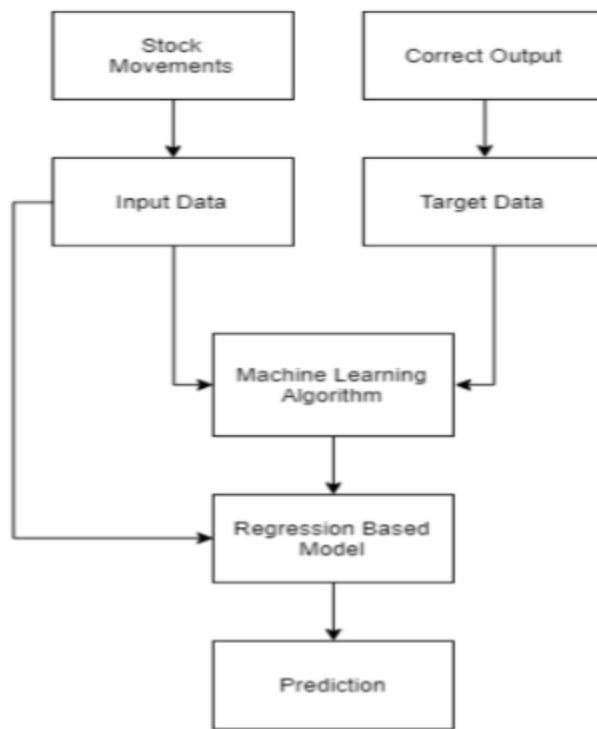 Stock
Movements
Correct Output
Input Data
Target Data
Machine Learning
Algorithm
Regression Based
Model
Prediction